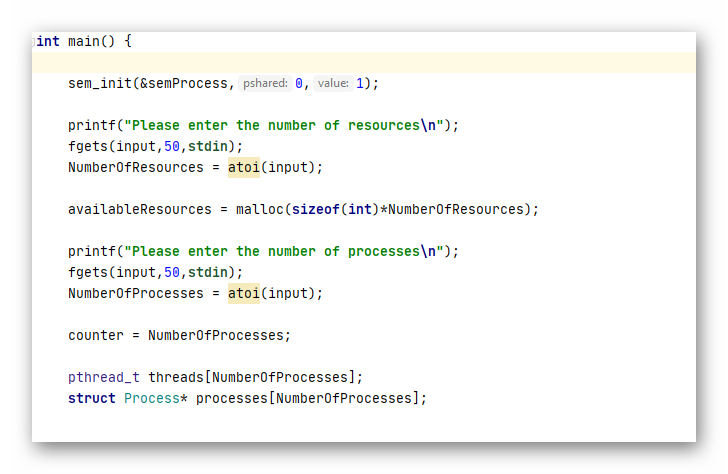 int main() {
sem_init(&semProcess, pshared: 0, value: 1);
printf("Please enter the number of resources\n");
fgets(input,50,stdin);
NumberOfResources = atoi(input);
availableResources = malloc(sizeof(int)*NumberOfResources);
printf("Please enter the number of processes\n");
fgets(input,50,stdin);
NumberOfProcesses = atoi(input);
counter = NumberOfProcesses;
pthread_t threads[NumberOfProcesses];
struct Process* processes[NumberOfProcesses];